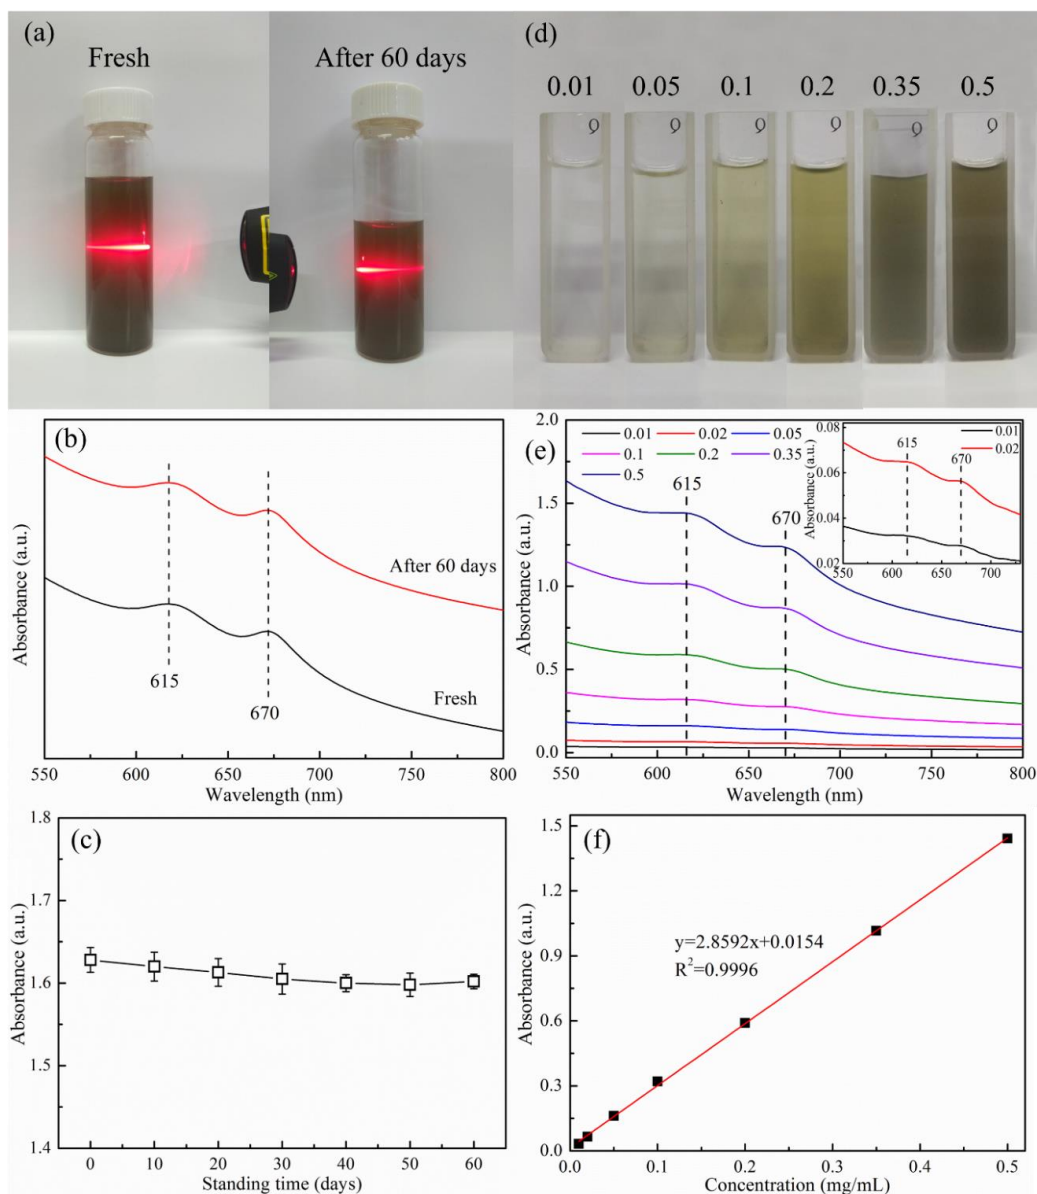 (a)
Fresh
After 60 days
(d)
0.01 0.05 0.1 0.2 0.35 0.5
9 9 9 9 9 9
(b)
After 60 days
Fresh
615
670
Absorbance (a.u.)
550 600 650 700 750 800
Wavelength (nm)
(e)
2.0
1.5
1.0
0.5
0.0
Absorbance (a.u.)
0.01 0.02 0.05
0.1 0.2 0.35
0.5
615
670
550 600 650 700 750 800
Wavelength (nm)
0.08
0.06
0.04
0.02
Absorbance (a.u.)
0.01
0.02
615
670
550 600 650 700
(c)
1.8
1.7
1.6
1.5
1.4
Absorbance (a.u.)
0 10 20 30 40 50 60
Standing time (days)
(f)
1.5
1.2
0.9
0.6
0.3
0.0
Absorbance (a.u.)
y=2.8592x+0.0154
R²=0.9996
0.0 0.1 0.2 0.3 0.4 0.5
Concentration (mg/mL)